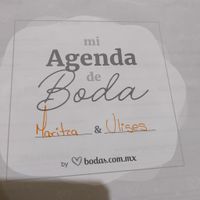 mi
Agenda
de
Boda
Maritza & Ulises
by bodas.com.mx